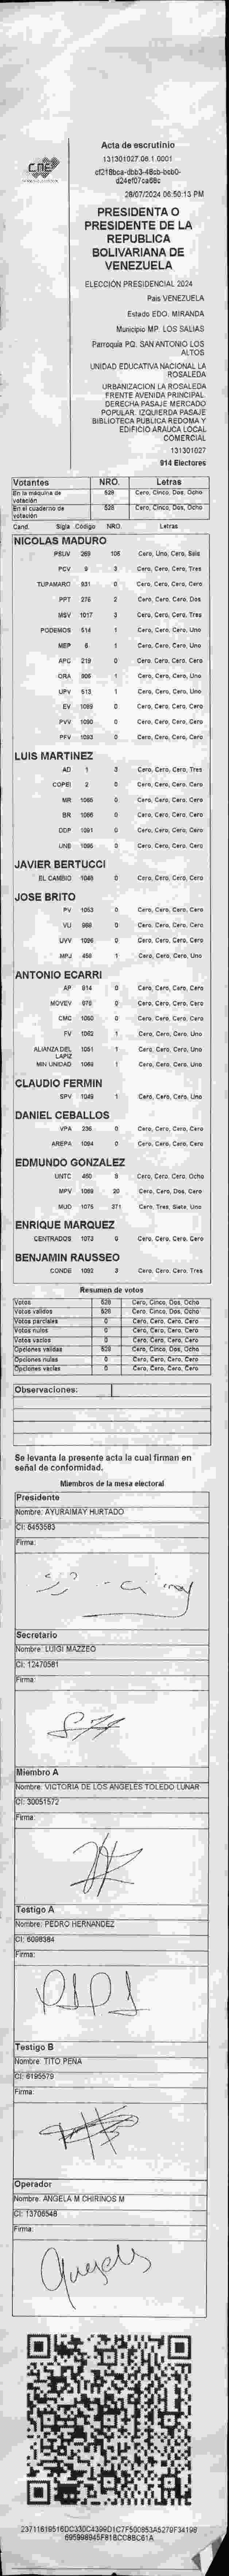 CNE
Acta de escrutinio
131301027.06.1.0001
28/07/2024 06:50:13 PM
PRESIDENTA O
PRESIDENTE DE LA
REPUBLICA
BOLIVARIANA DE
VENEZUELA
ELECCIÓN PRESIDENCIAL 2024
Pais VENEZUELA
Estado EDO. MIRANDA
Municipio MP. LOS SALIAS
Parroquia PQ. SAN ANTONIO LOS
ALTOS
UNIDAD EDUCATIVA NACIONAL LA
ROSALEDA
URBANIZACION LA ROSALEDA
FRENTE AVENIDA PRINCIPAL.
DERECHA PASAJE MERCADO
POPULAR. IZQUIERDA PASAJE
BIBLIOTECA PUBLICA REDOMA Y
EDIFICIO ARAUCA LOCAL
COMERCIAL
131301027
914 Electores
Votantes NRO. Letras
En la máquina de votación 528 Cero, Cinco, Dos, Ocho
En el cuaderno de votación 528 Cero, Cinco, Dos, Ocho
Cand. Sigla Código NRO. Letras
NICOLAS MADURO
PSUV 269 106 Cero, Uno, Cero, Seis
PCV 9 3 Cero, Cero, Cero, Tres
TUPAMARO 931 0 Cero, Cero, Cero, Cero
PPT 276 2 Cero, Cero, Cero, Dos
MSV 1017 3 Cero, Cero, Cero, Tres
PODEMOS 514 1 Cero, Cero, Cero, Uno
MEP 6 1 Cero, Cero, Cero, Uno
APC 219 0 Cero, Cero, Cero, Cero
ORA 905 1 Cero, Cero, Cero, Uno
UPV 613 1 Cero, Cero, Cero, Uno
EV 1089 0 Cero, Cero, Cero, Cero
PVV 1090 0 Cero, Cero, Cero, Cero
PFV 1093 0 Cero, Cero, Cero, Cero
LUIS MARTINEZ
AD 1 3 Cero, Cero, Cero, Tres
COPEI 2 0 Cero, Cero, Cero, Cero
MR 1066 0 Cero, Cero, Cero, Cero
BR 1086 0 Cero, Cero, Cero, Cero
DDP 1091 0 Cero, Cero, Cero, Cero
UNE 1095 0 Cero, Cero, Cero, Cero
JAVIER BERTUCCI
EL CAMBIO 1048 0 Cero, Cero, Cero, Cero
JOSE BRITO
PV 1053 0 Cero, Cero, Cero, Cero
VU 969 0 Cero, Cero, Cero, Cero
UVV 1096 0 Cero, Cero, Cero, Cero
MPJ 458 1 Cero, Cero, Cero, Uno
ANTONIO ECARRI
AP 914 0 Cero, Cero, Cero, Cero
MOVEV 970 0 Cero, Cero, Cero, Cero
CMC 1050 0 Cero, Cero, Cero, Cero
FV 1062 1 Cero, Cero, Cero, Uno
ALIANZA DEL LAPIZ 1051 1 Cero, Cero, Cero, Uno
MIN UNIDAD 1068 1 Cero, Cero, Cero, Uno
CLAUDIO FERMIN
SPV 1049 1 Cero, Cero, Cero, Uno
DANIEL CEBALLOS
VPA 236 0 Cero, Cero, Cero, Cero
AREPA 1094 0 Cero, Cero, Cero, Cero
EDMUNDO GONZALEZ
UNTC 460 8 Cero, Cero, Cero, Ocho
MPV 1069 20 Cero, Cero, Dos, Cero
MUD 1075 371 Cero, Tres, Siete, Uno
ENRIQUE MARQUEZ
CENTRADOS 1073 0 Cero, Cero, Cero, Cero
BENJAMIN RAUSSEO
CONDE 1092 3 Cero, Cero, Cero, Tres
Resumen de votos
Votos 528 Cero, Cinco, Dos, Ocho
Votos validos 528 Cero, Cinco, Dos, Ocho
Votos parciales 0 Cero, Cero, Cero, Cero
Votos nulos 0 Cero, Cero, Cero, Cero
Votos vacíos 0 Cero, Cero, Cero, Cero
Opciones validas 528 Cero, Cinco, Dos, Ocho
Opciones nulas 0 Cero, Cero, Cero, Cero
Opciones vacías 0 Cero, Cero, Cero, Cero
Observaciones:
Se levanta la presente acta la cual firman en
señal de conformidad.
Miembros de la mesa electoral
Presidente
Nombre: AYURAIMAY HURTADO
CI: 6453583
Firma:
Secretario
Nombre: LUIGI MAZZEO
CI: 12470581
Firma:
Miembro A
Nombre: VICTORIA DE LOS ANGELES TOLEDO LUNAR
CI: 30051572
Firma:
Testigo A
Nombre: PEDRO HERNANDEZ
CI: 6098384
Firma:
Testigo B
Nombre: TITO PEÑA
CI: 6195579
Firma:
Operador
Nombre: ANGELA M CHIRINOS M
CI: 13706548
Firma: